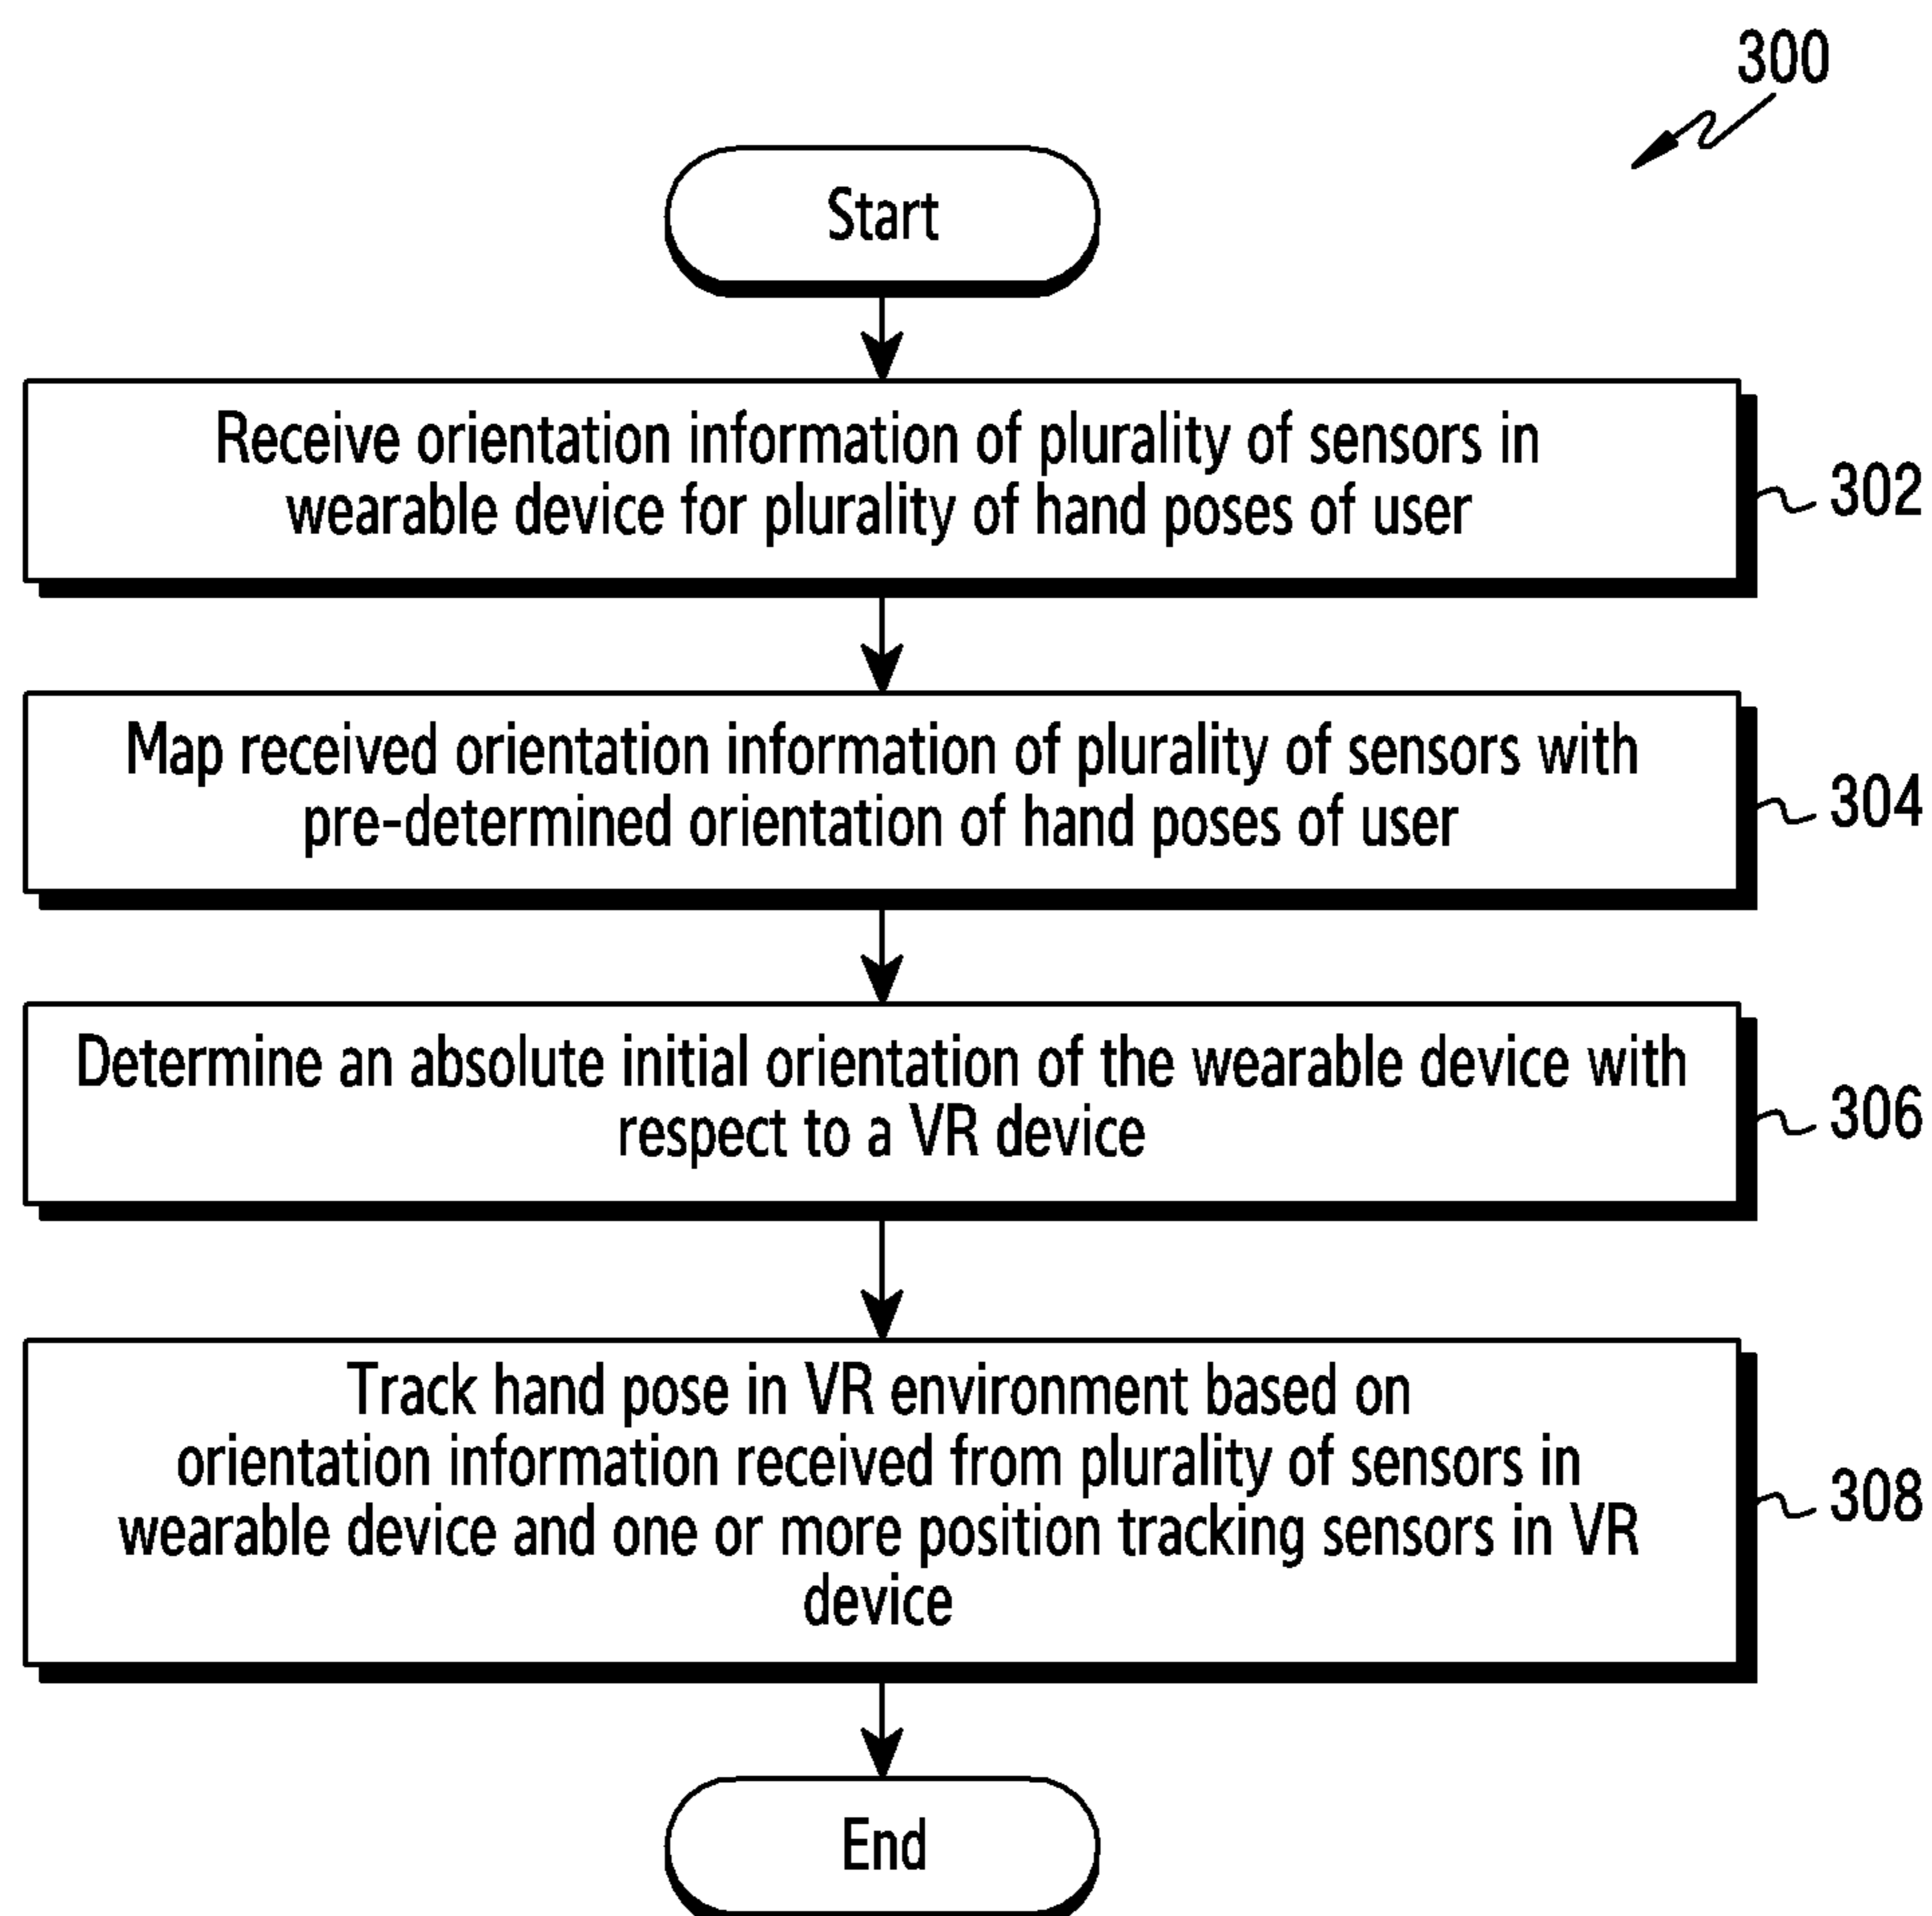 300
Start
Receive orientation information of plurality of sensors in
wearable device for plurality of hand poses of user
302
Map received orientation information of plurality of sensors with
pre-determined orientation of hand poses of user
304
Determine an absolute initial orientation of the wearable device with
respect to a VR device
306
Track hand pose in VR environment based on
orientation information received from plurality of sensors in
wearable device and one or more position tracking sensors in VR
device
308
End